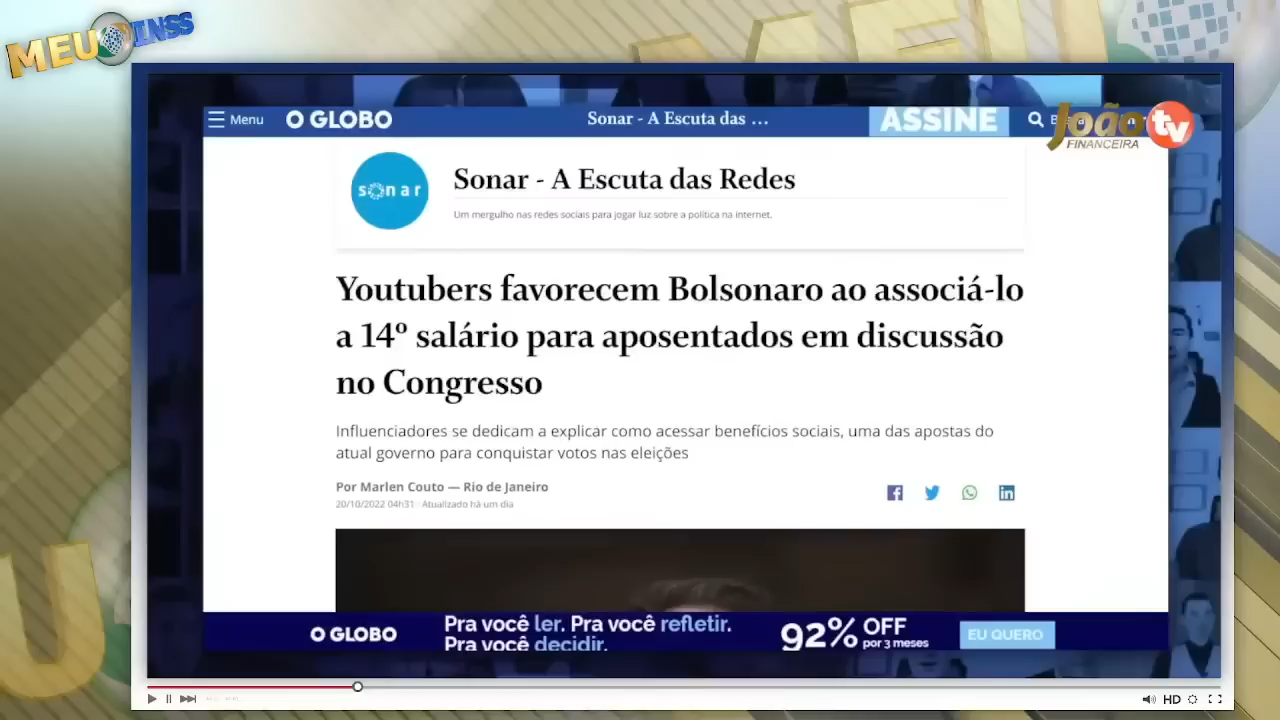 MEU INSS
MEU
Menu
O GLOBO
Sonar - A Escuta das ...
ASSINE
João tv
FINANCEIRA
sonar
Sonar - A Escuta das Redes
Um mergulho nas redes sociais para jogar luz sobre a política na internet.
Youtubers favorecem Bolsonaro ao associá-lo
a 14º salário para aposentados em discussão
no Congresso
Influenciadores se dedicam a explicar como acessar benefícios sociais, uma das apostas do
atual governo para conquistar votos nas eleições
Por Marlen Couto — Rio de Janeiro
20/10/2022 04h31 · Atualizado há um dia
O GLOBO
Pra você ler. Pra você refletir.
Pra você decidir.
92% OFF
por 3 meses
EU QUERO
U
HD